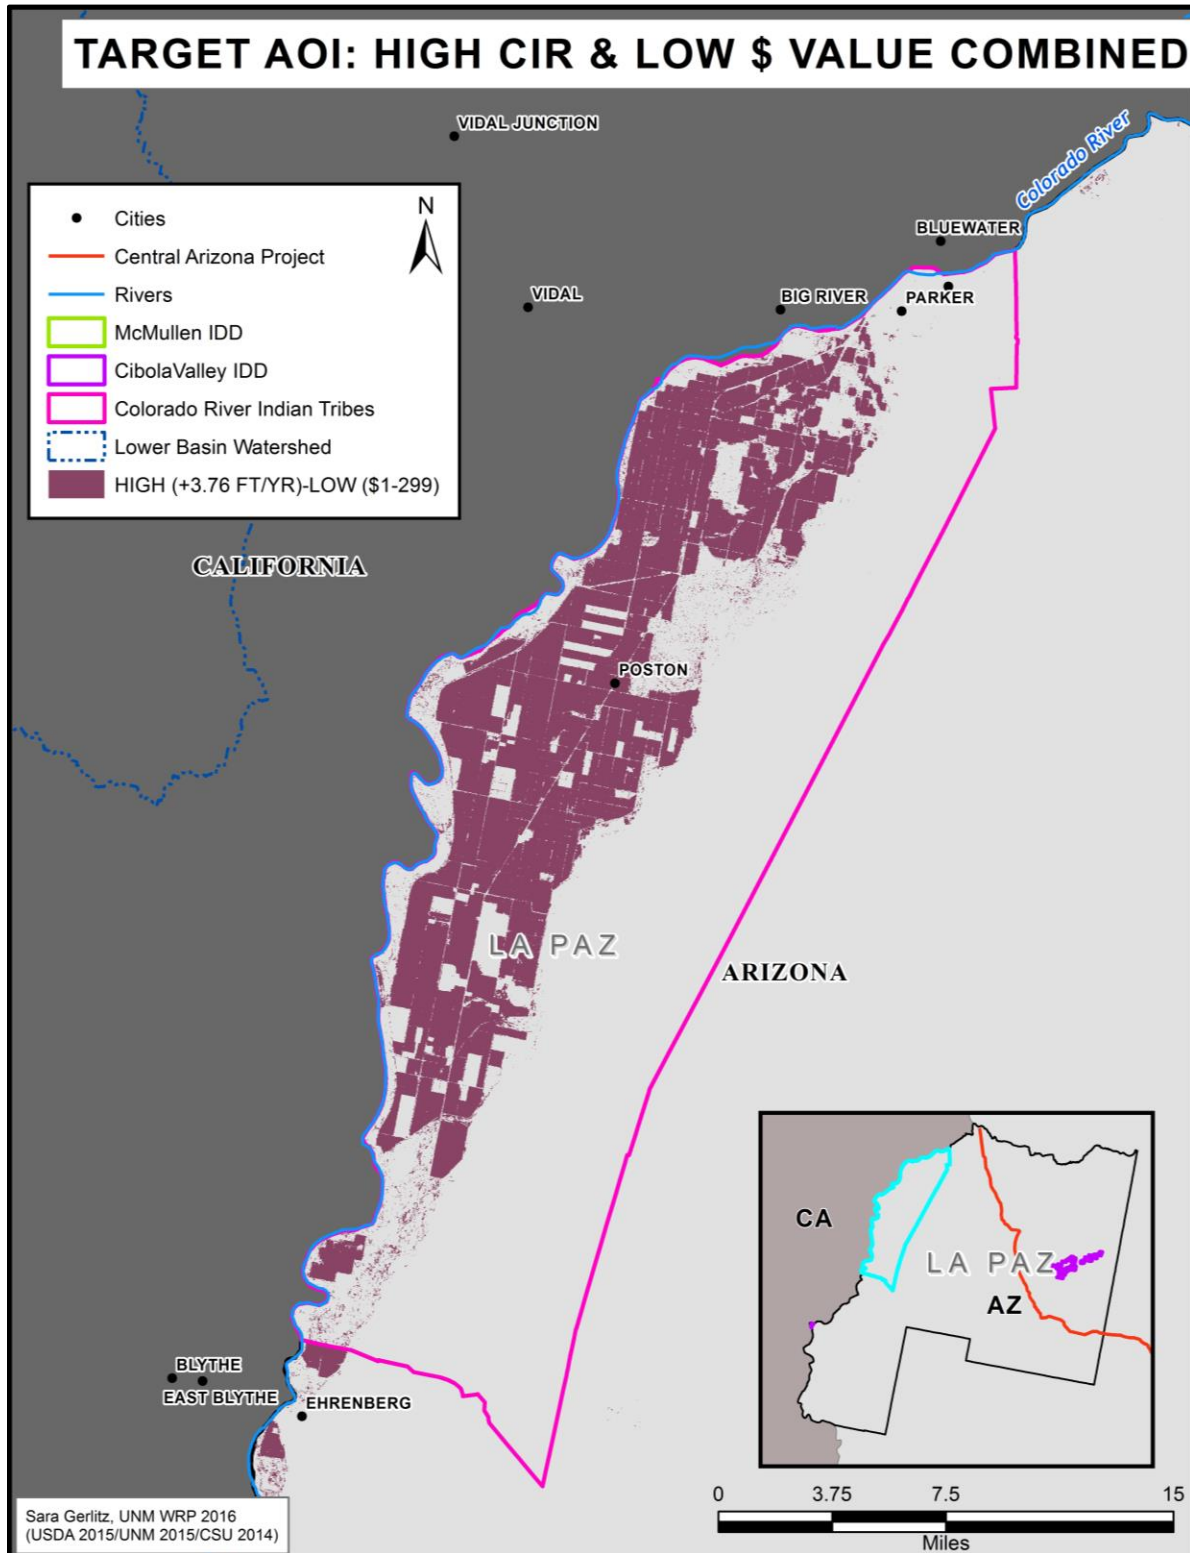 TARGET AOI: HIGH CIR & LOW $ VALUE COMBINED
VIDAL JUNCTION
Colorado River
BLUEWATER
N
Cities
Central Arizona Project
Rivers
McMullen IDD
CibolaValley IDD
Colorado River Indian Tribes
Lower Basin Watershed
HIGH (+3.76 FT/YR)-LOW ($1-299)
VIDAL
BIG RIVER
PARKER
CALIFORNIA
POSTON
LA PAZ
ARIZONA
CA
LA PAZ
AZ
BLYTHE
EAST BLYTHE
EHRENBERG
0 3.75 7.5 15
Miles
Sara Gerlitz, UNM WRP 2016
(USDA 2015/UNM 2015/CSU 2014)